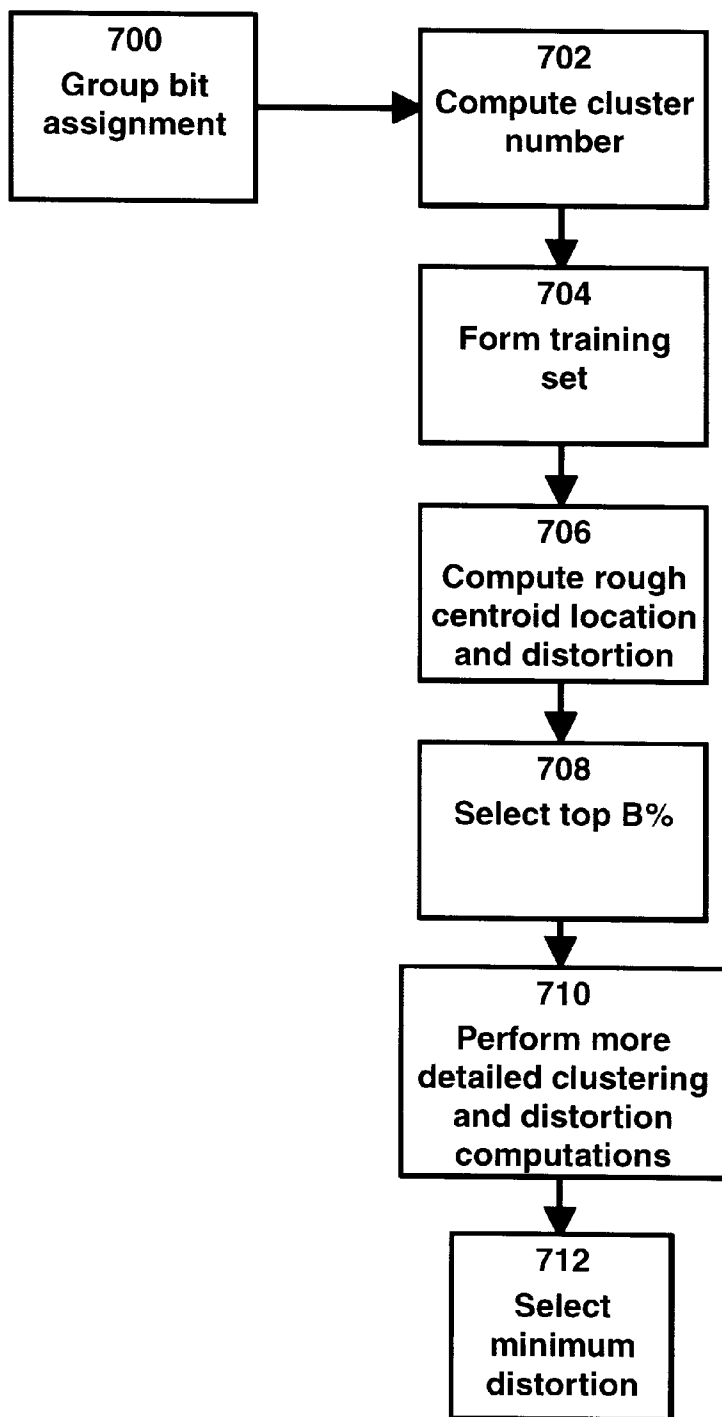 700
Group bit
assignment
702
Compute cluster
number
704
Form training
set
706
Compute rough
centroid location
and distortion
708
Select top B%
710
Perform more
detailed clustering
and distortion
computations
712
Select
minimum
distortion